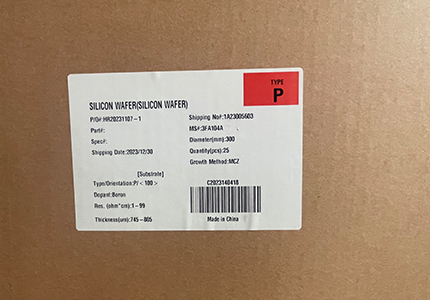 TYPE
P
SILICON WAFER(SILICON WAFER)
P/O#:HR20231107-1 Shipping No#:1A23005603
Part#: MS#:3FA104A
Spec#: Diameter(mm):300
Shipping Date:2023/12/30 Quantity(pcs):25
Growth Method:MCZ
[Substrate]
Type/Orientation:P/<100> C2023140418
Dopant:Boron
Res. (ohm*cm): 1-99
Thickness(um): 745-805 Made in China